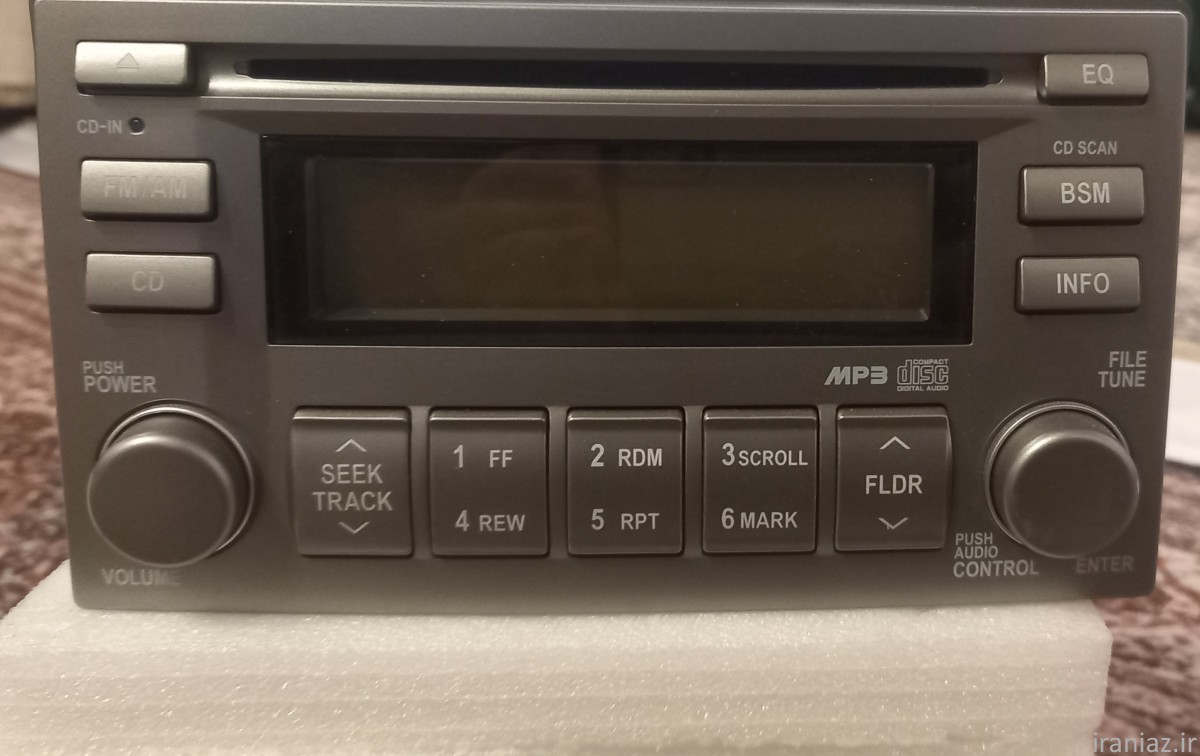 EQ
CD-IN
CD SCAN
FM/AM
BSM
CD
INFO
PUSH
POWER
MP3
COMPACT
disc
DIGITAL AUDIO
FILE
TUNE
SEEK
TRACK
1 FF
4 REW
2 RDM
5 RPT
3 SCROLL
6 MARK
FLDR
VOLUME
PUSH
AUDIO
CONTROL
ENTER
iraniaz.ir